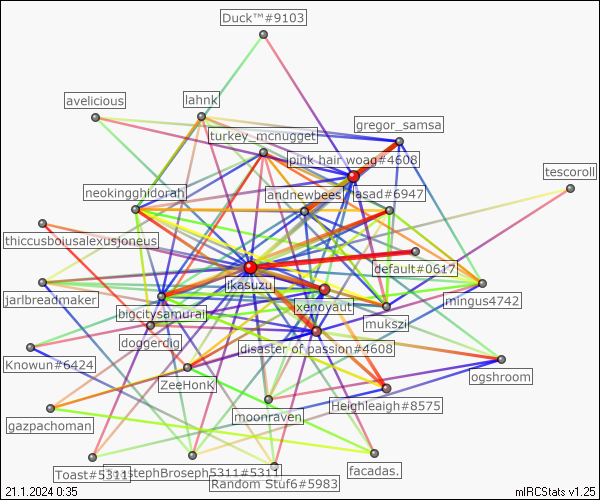 Duck™#9103
avelicious
lahnk
gregor_samsa
turkey_mcnugget
pink hair woag#4608
tescoroll
neokingghidorah
andnewbees
jasad#6947
thiccusboiusalexusjoneus
default#0617
ikasuzu
jarlbreadmaker
xenoyaut
mingus4742
bigcitysamurai
mukszi
doggerdig
disaster of passion#4608
Knowun#6424
ZeeHonk
ogshroom
Heighleaigh#8575
gazpachoman
moonraven
Toast#5311
stephBroseph5311#5311
facadas.
Random Stuf6#5983
21.1.2024 0:35
mIRCStats v1.25